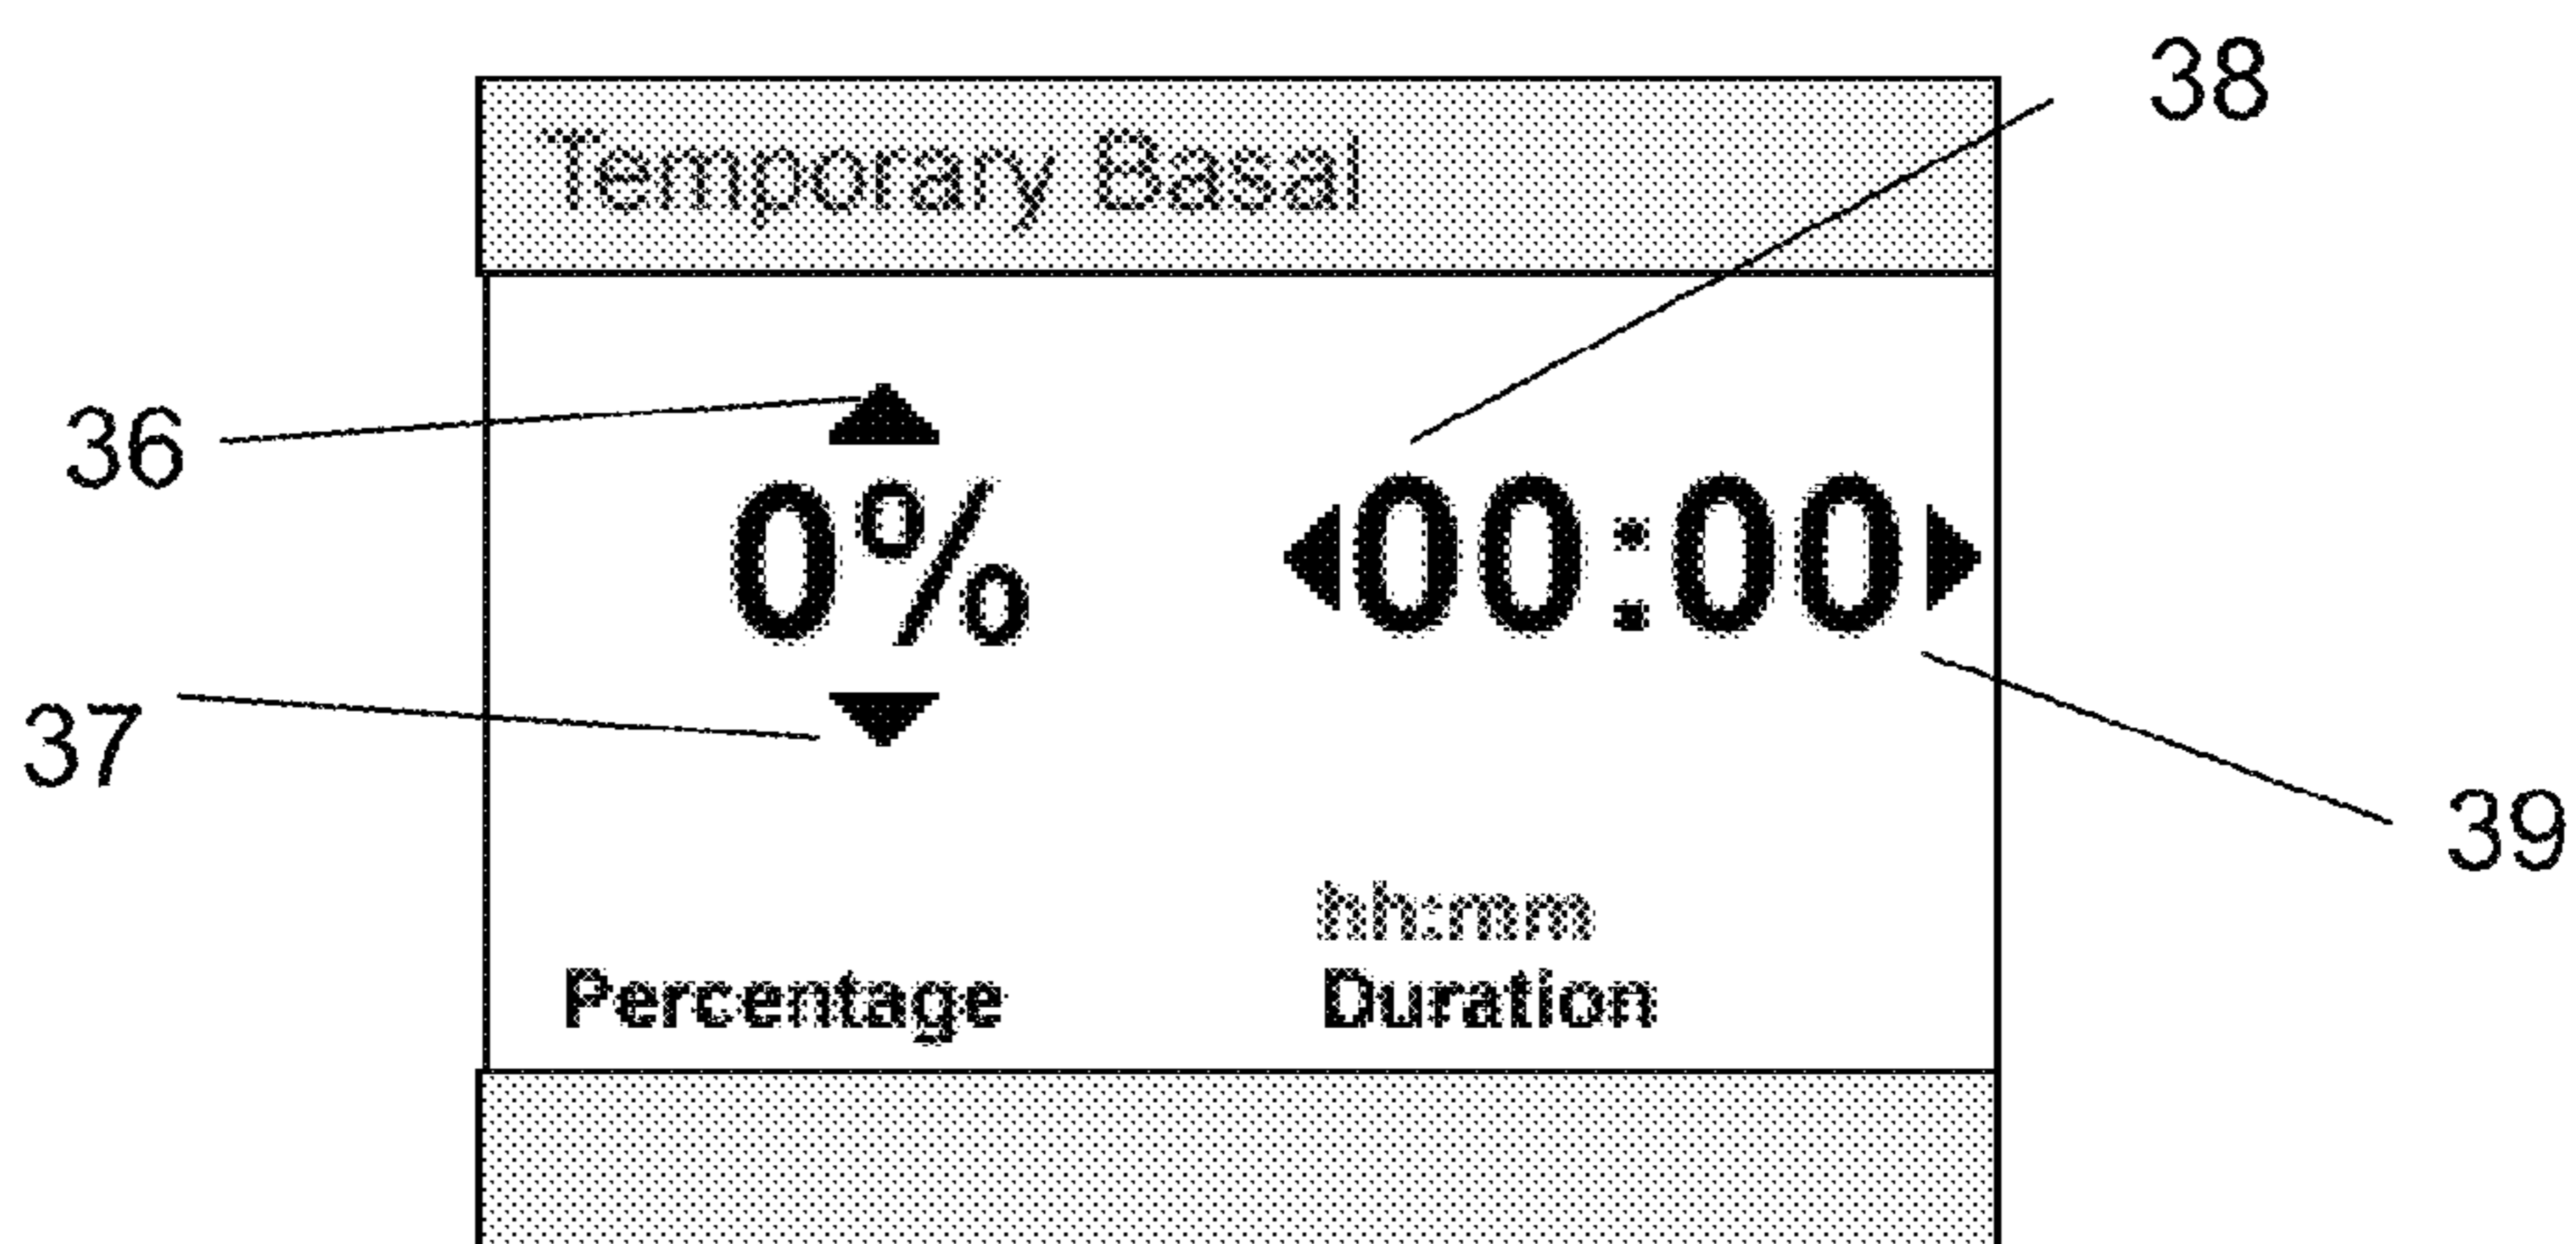 38
Temporary Basal
36
0% 00:00
37
39
hh:mm
Percentage Duration